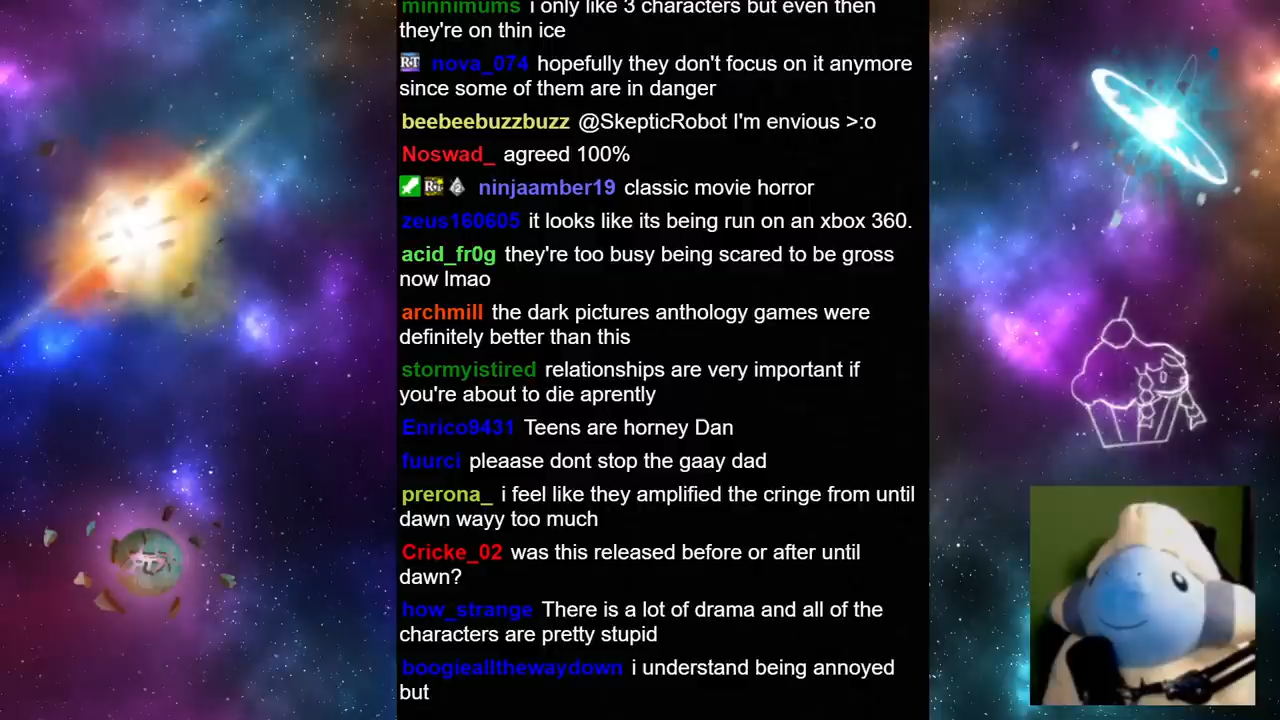 minnimums i only like 3 characters but even then
they're on thin ice
RT nova_074 hopefully they don't focus on it anymore
since some of them are in danger
beebeebuzzbuzz @SkepticRobot I'm envious >:o
Noswad_ agreed 100%
RT 2 ninjaamber19 classic movie horror
zeus160605 it looks like its being run on an xbox 360.
acid_fr0g they're too busy being scared to be gross
now lmao
archmill the dark pictures anthology games were
definitely better than this
stormyistired relationships are very important if
you're about to die aprently
Enrico9431 Teens are horney Dan
fuurci pleaase dont stop the gaay dad
prerona_ i feel like they amplified the cringe from until
dawn wayy too much
Cricke_02 was this released before or after until
dawn?
how_strange There is a lot of drama and all of the
characters are pretty stupid
boogieallthewaydown i understand being annoyed
but